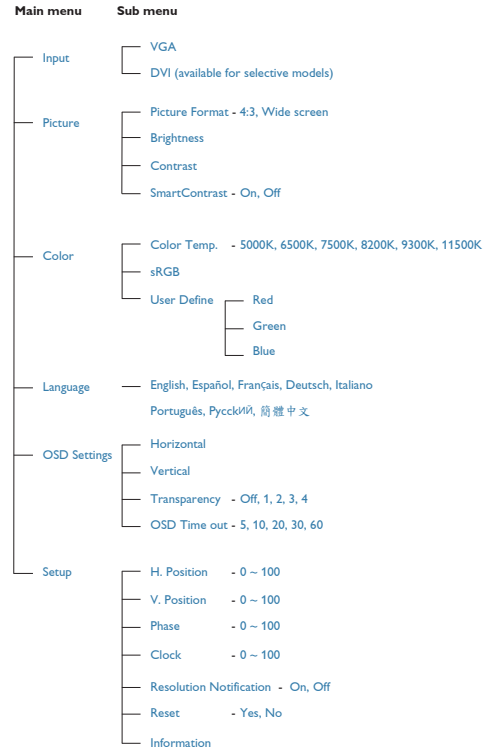 Main menu Sub menu
Input VGA
DVI (available for selective models)
Picture Picture Format - 4:3, Wide screen
Brightness
Contrast
SmartContrast - On, Off
Color Color Temp. - 5000K, 6500K, 7500K, 8200K, 9300K, 11500K
sRGB
User Define Red
Green
Blue
Language English, Español, Français, Deutsch, Italiano
Português, Русский, 简體中文
OSD Settings Horizontal
Vertical
Transparency - Off, 1, 2, 3, 4
OSD Time out - 5, 10, 20, 30, 60
Setup H. Position - 0 ~ 100
V. Position - 0 ~ 100
Phase - 0 ~ 100
Clock - 0 ~ 100
Resolution Notification - On, Off
Reset - Yes, No
Information